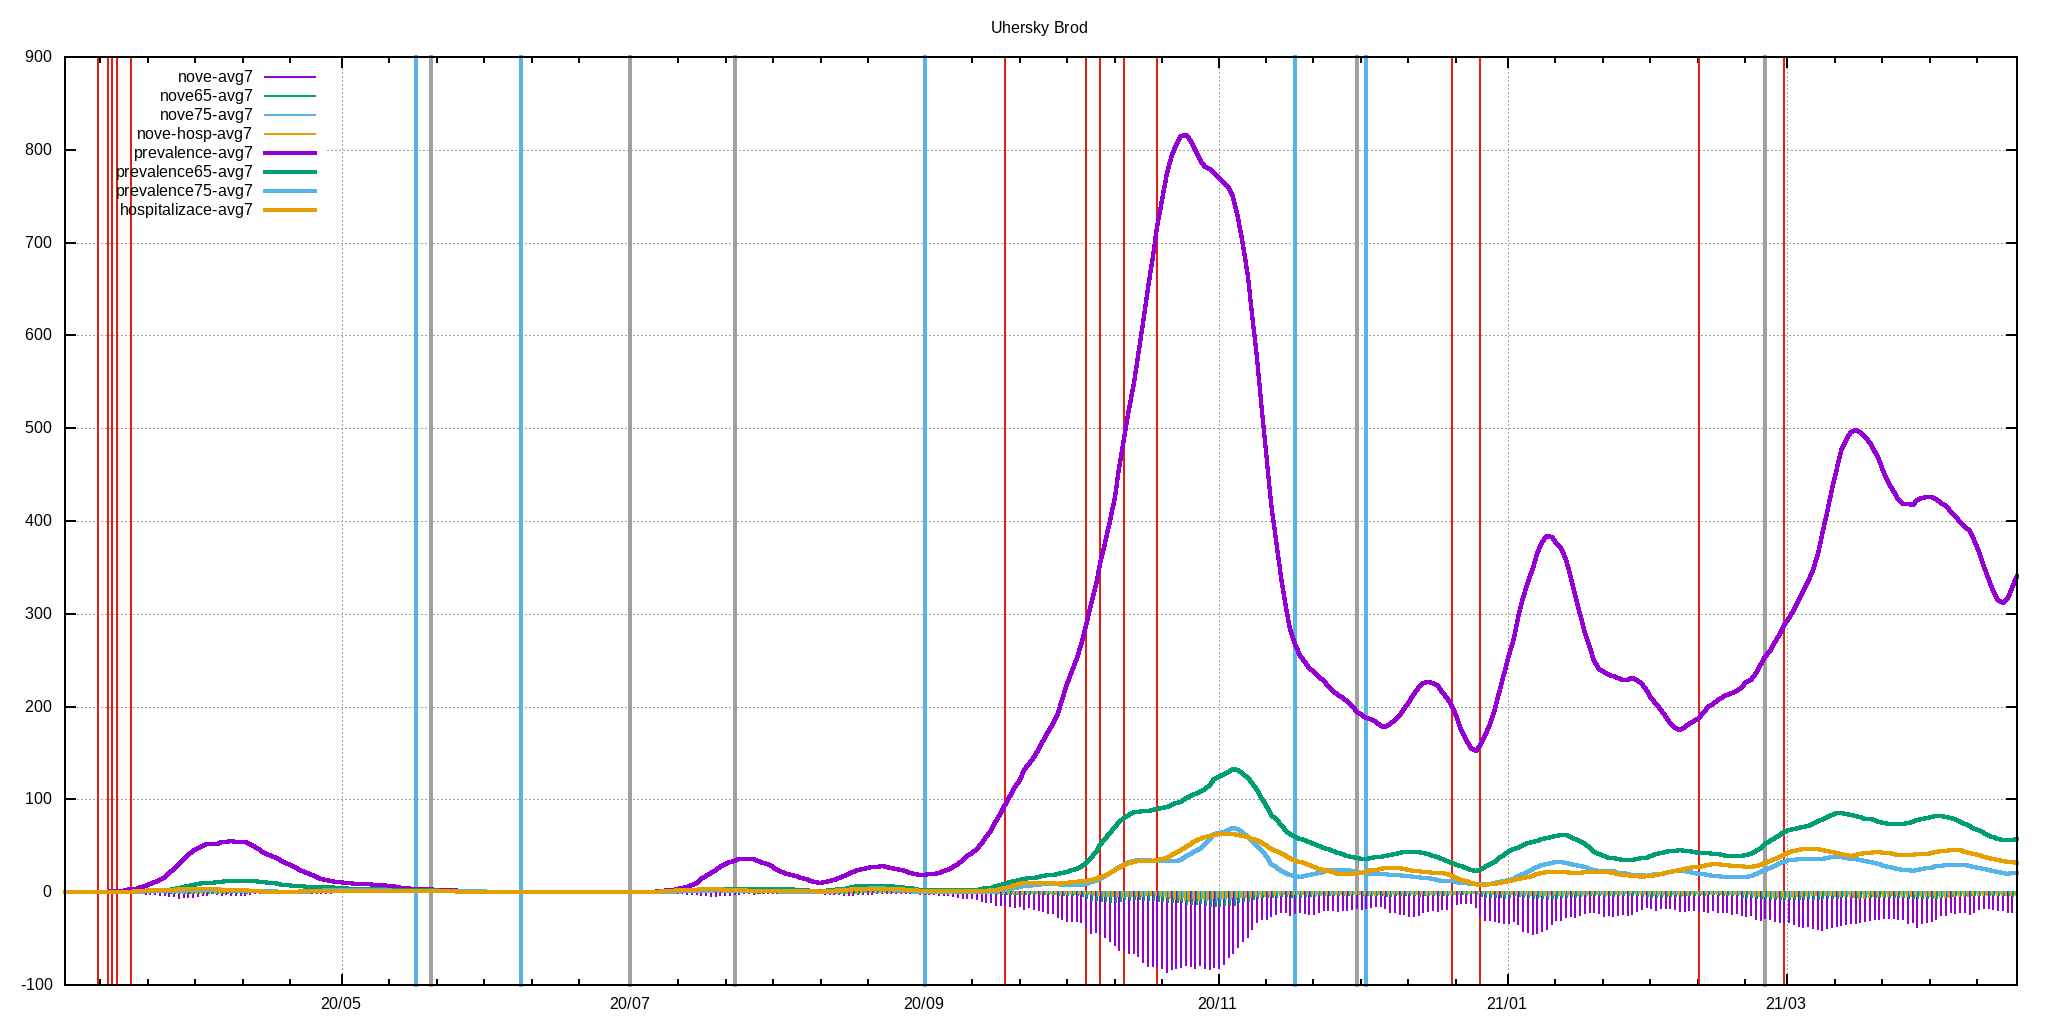 Uhersky Brod
900
800
700
600
500
400
300
200
100
0
-100
nove-avg7
nove65-avg7
nove75-avg7
nove-hosp-avg7
prevalence-avg7
prevalence65-avg7
prevalence75-avg7
hospitalizace-avg7
20/05
20/07
20/09
20/11
21/01
21/03